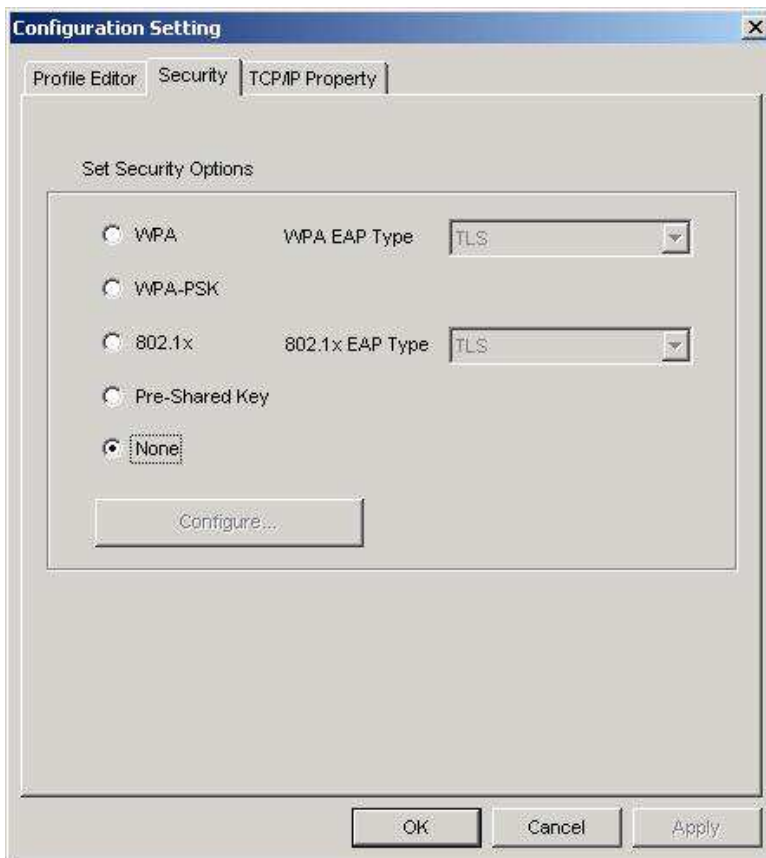 Configuration Setting
Profile Editor Security TCP/IP Property
Set Security Options
WPA WPA EAP Type TLS
WPA-PSK
802.1x 802.1x EAP Type TLS
Pre-Shared Key
None
Configure...
OK Cancel Apply